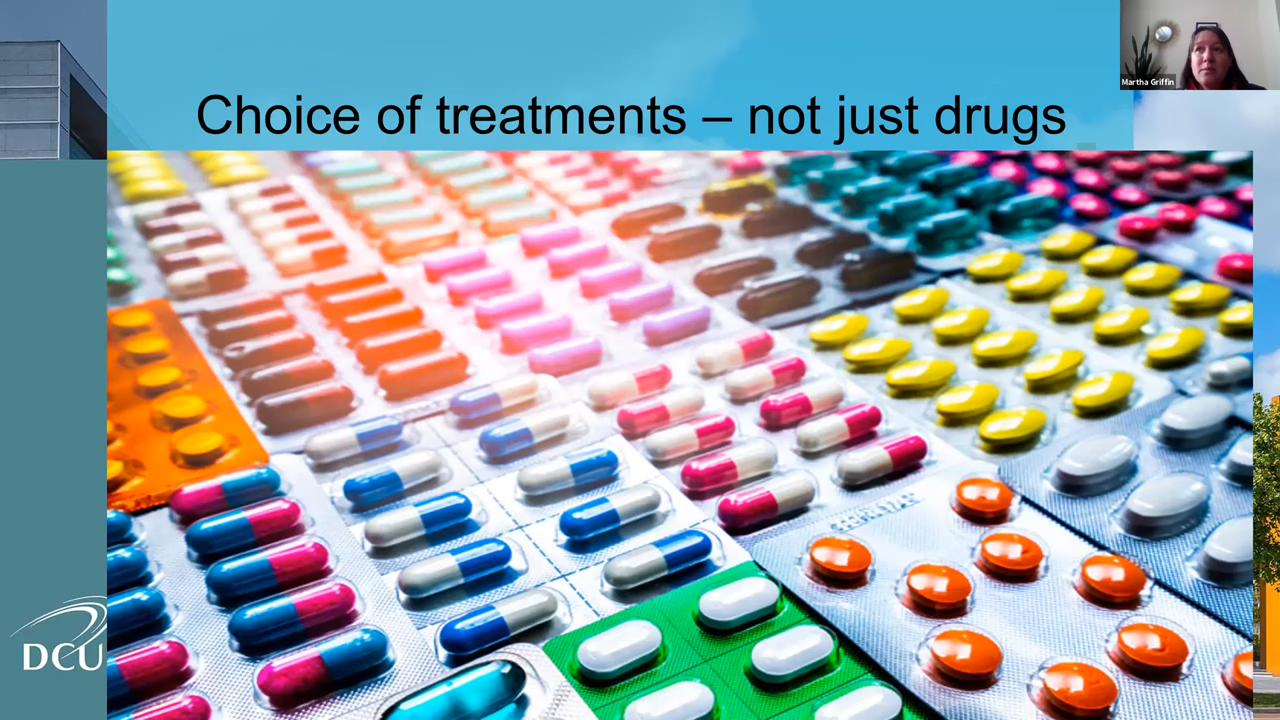 Martha Griffin
Choice of treatments – not just drugs
DCU